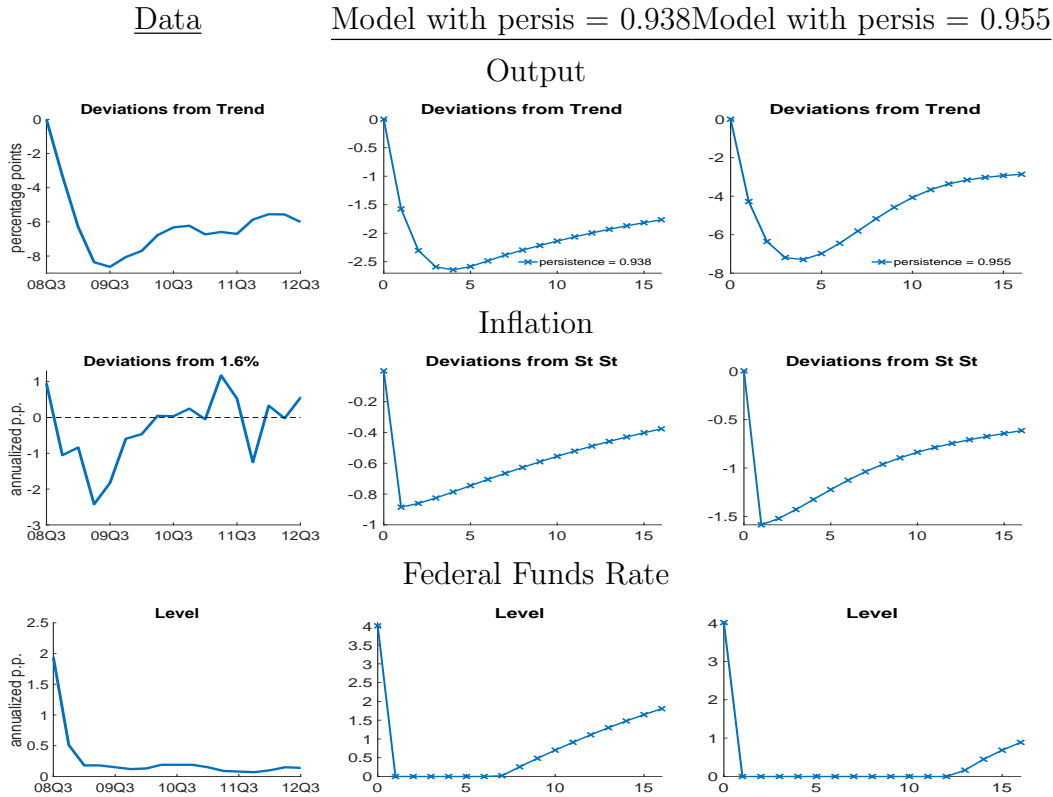 Data Model with persis = 0.938Model with persis = 0.955
Output
Deviations from Trend
percentage points
0
-2
-4
-6
-8
08Q3 09Q3 10Q3 11Q3 12Q3
Deviations from Trend
0
-0.5
-1
-1.5
-2
-2.5
persistence = 0.938
0 5 10 15
Deviations from Trend
0
-2
-4
-6
-8
persistence = 0.955
0 5 10 15
Inflation
Deviations from 1.6%
annualized p.p.
1
0
-1
-2
-3
08Q3 09Q3 10Q3 11Q3 12Q3
Deviations from St St
-0.2
-0.4
-0.6
-0.8
-1
0 5 10 15
Deviations from St St
0
-0.5
-1
-1.5
0 5 10 15
Federal Funds Rate
Level
annualized p.p.
2.5
2
1.5
1
0.5
0
08Q3 09Q3 10Q3 11Q3 12Q3
Level
4
3.5
3
2.5
2
1.5
1
0.5
0
0 5 10 15
Level
4
3
2
1
0
0 5 10 15